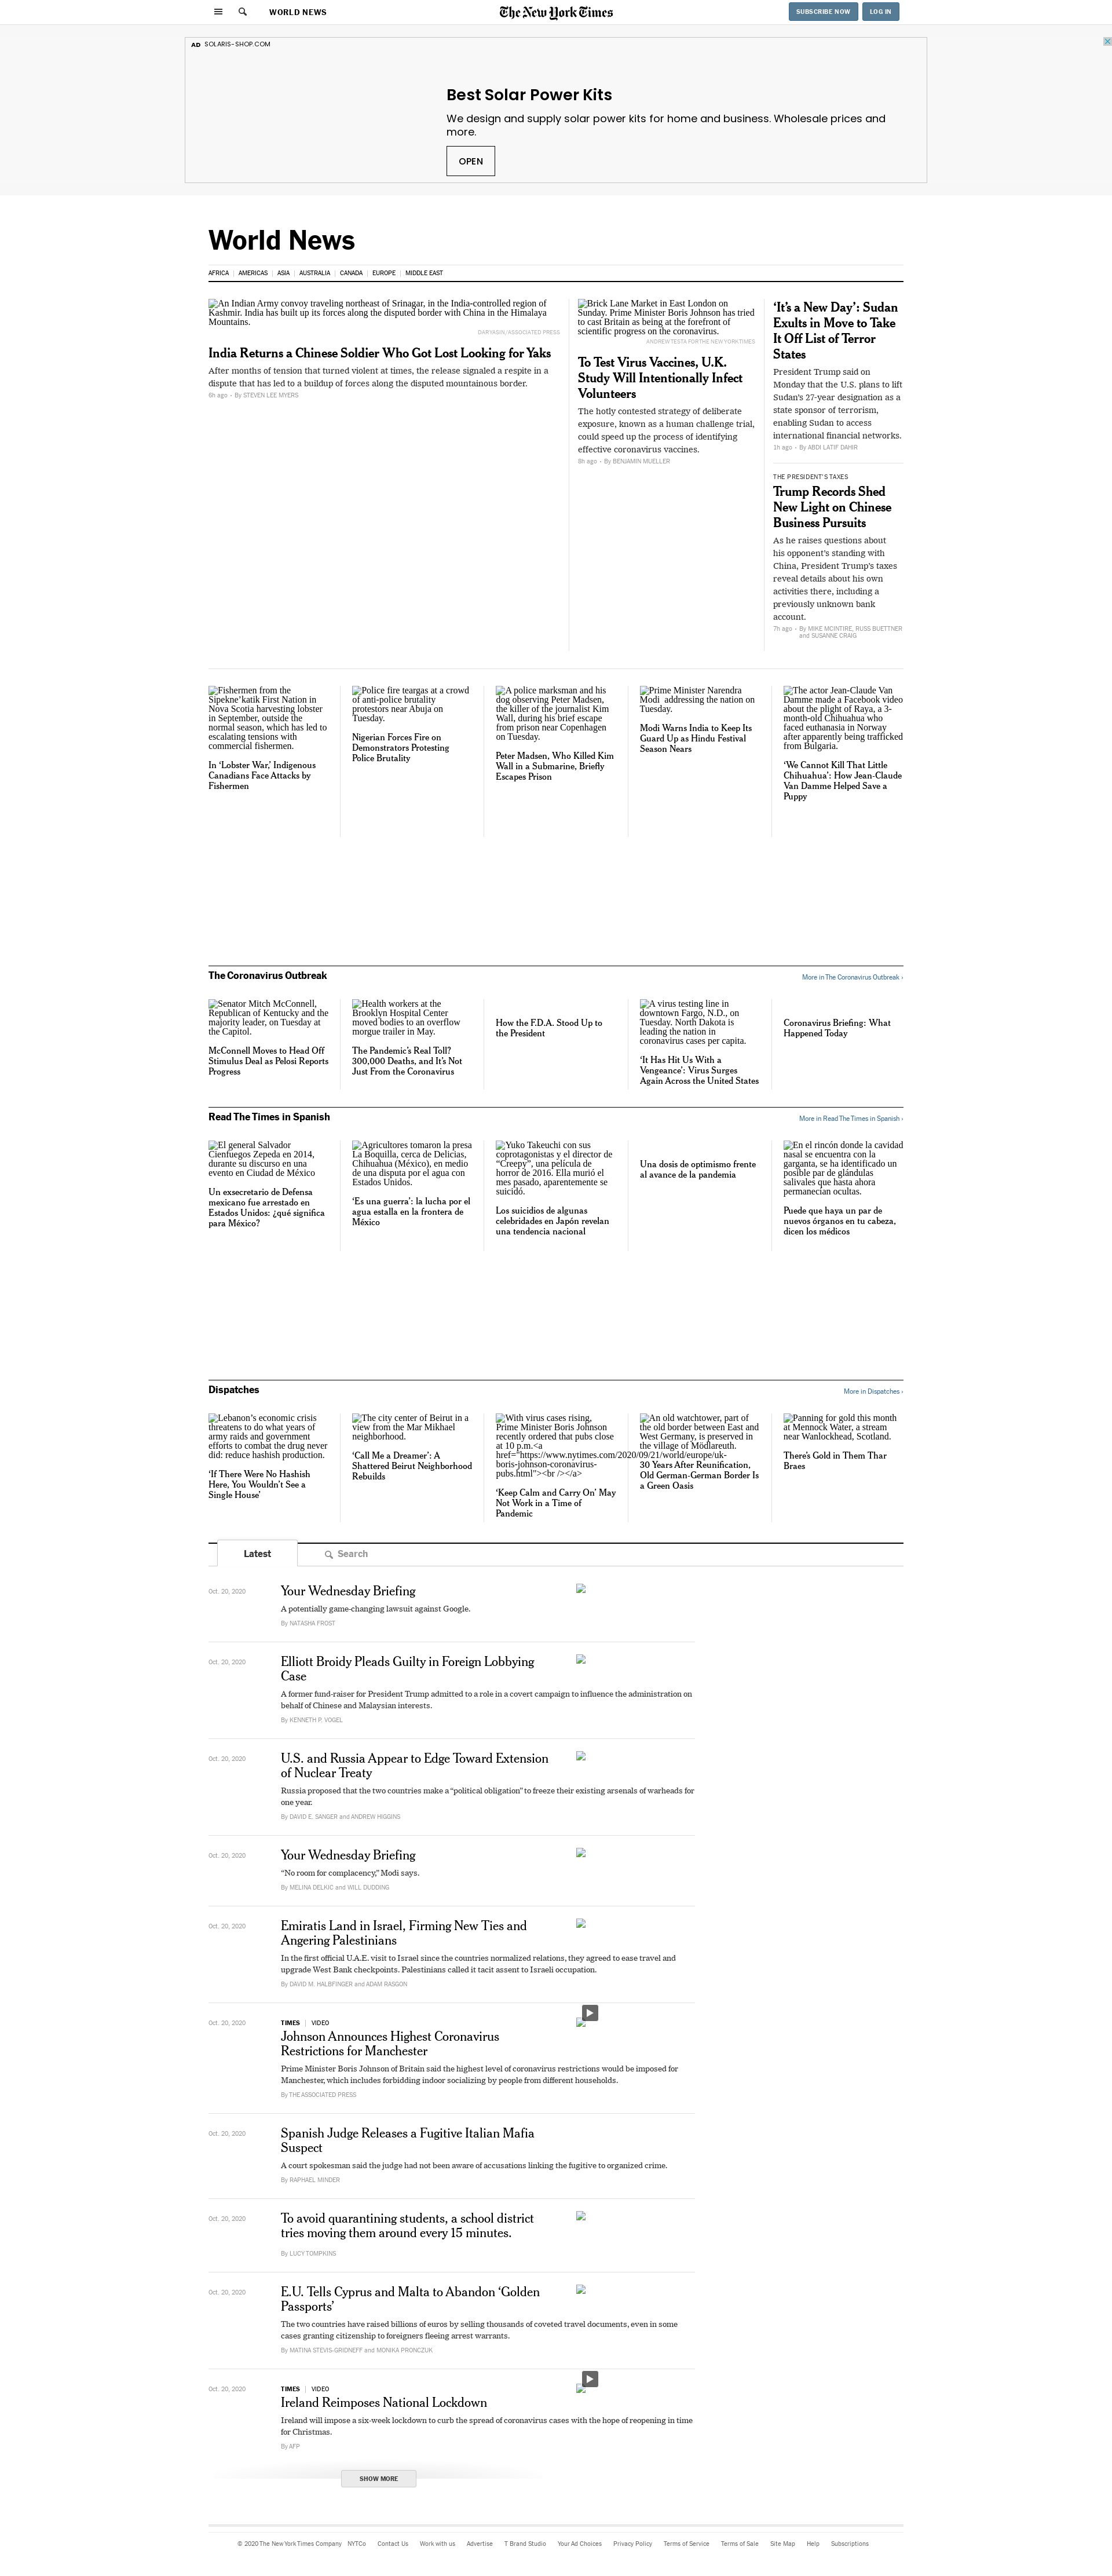 WORLD NEWS
The New York Times
SUBSCRIBE NOW
LOG IN
AD SOLARIS-SHOP.COM
Best Solar Power Kits
We design and supply solar power kits for home and business. Wholesale prices and
more.
OPEN
World News
AFRICA | AMERICAS | ASIA | AUSTRALIA | CANADA | EUROPE | MIDDLE EAST
An Indian Army convoy traveling northeast of Srinagar, in the India-controlled region of
Kashmir. India has built up its forces along the disputed border with China in the Himalaya
Mountains.
DAR YASIN/ASSOCIATED PRESS
India Returns a Chinese Soldier Who Got Lost Looking for Yaks
After months of tension that turned violent at times, the release signaled a respite in a
dispute that has led to a buildup of forces along the disputed mountainous border.
6h ago • By STEVEN LEE MYERS
Brick Lane Market in East London on
Sunday. Prime Minister Boris Johnson has tried
to cast Britain as being at the forefront of
scientific progress on the coronavirus.
ANDREW TESTA FOR THE NEW YORK TIMES
To Test Virus Vaccines, U.K.
Study Will Intentionally Infect
Volunteers
The hotly contested strategy of deliberate
exposure, known as a human challenge trial,
could speed up the process of identifying
effective coronavirus vaccines.
8h ago • By BENJAMIN MUELLER
‘It’s a New Day’: Sudan
Exults in Move to Take
It Off List of Terror
States
President Trump said on
Monday that the U.S. plans to lift
Sudan’s 27-year designation as a
state sponsor of terrorism,
enabling Sudan to access
international financial networks.
1h ago • By ABDI LATIF DAHIR
THE PRESIDENT’S TAXES
Trump Records Shed
New Light on Chinese
Business Pursuits
As he raises questions about
his opponent’s standing with
China, President Trump’s taxes
reveal details about his own
activities there, including a
previously unknown bank
account.
7h ago • By MIKE MCINTIRE, RUSS BUETTNER
and SUSANNE CRAIG
Fishermen from the
Sipekne’katik First Nation in
Nova Scotia harvesting lobster
in September, outside the
normal season, which has led to
escalating tensions with
commercial fishermen.
In ‘Lobster War,’ Indigenous
Canadians Face Attacks by
Fishermen
Police fire teargas at a crowd
of anti-police brutality
protestors near Abuja on
Tuesday.
Nigerian Forces Fire on
Demonstrators Protesting
Police Brutality
A police marksman and his
dog observing Peter Madsen,
the killer of the journalist Kim
Wall, during his brief escape
from prison near Copenhagen
on Tuesday.
Peter Madsen, Who Killed Kim
Wall in a Submarine, Briefly
Escapes Prison
Prime Minister Narendra
Modi addressing the nation on
Tuesday.
Modi Warns India to Keep Its
Guard Up as Hindu Festival
Season Nears
The actor Jean-Claude Van
Damme made a Facebook video
about the plight of Raya, a 3-
month-old Chihuahua who
faced euthanasia in Norway
after apparently being trafficked
from Bulgaria.
‘We Cannot Kill That Little
Chihuahua’: How Jean-Claude
Van Damme Helped Save a
Puppy
The Coronavirus Outbreak
More in The Coronavirus Outbreak ›
Senator Mitch McConnell,
Republican of Kentucky and the
majority leader, on Tuesday at
the Capitol.
McConnell Moves to Head Off
Stimulus Deal as Pelosi Reports
Progress
Health workers at the
Brooklyn Hospital Center
moved bodies to an overflow
morgue trailer in May.
The Pandemic’s Real Toll?
300,000 Deaths, and It’s Not
Just From the Coronavirus
How the F.D.A. Stood Up to
the President
A virus testing line in
downtown Fargo, N.D., on
Tuesday. North Dakota is
leading the nation in
coronavirus cases per capita.
‘It Has Hit Us With a
Vengeance’: Virus Surges
Again Across the United States
Coronavirus Briefing: What
Happened Today
Read The Times in Spanish
More in Read The Times in Spanish ›
El general Salvador
Cienfuegos Zepeda en 2014,
durante su discurso en una
evento en Ciudad de México
Un exsecretario de Defensa
mexicano fue arrestado en
Estados Unidos: ¿qué significa
para México?
Agricultores tomaron la presa
La Boquilla, cerca de Delicias,
Chihuahua (México), en medio
de una disputa por el agua con
Estados Unidos.
‘Es una guerra’: la lucha por el
agua estalla en la frontera de
México
Yuko Takeuchi con sus
coprotagonistas y el director de
“Creepy”, una película de
horror de 2016. Ella murió el
mes pasado, aparentemente se
suicidó.
Los suicidios de algunas
celebridades en Japón revelan
una tendencia nacional
Una dosis de optimismo frente
al avance de la pandemia
En el rincón donde la cavidad
nasal se encuentra con la
garganta, se ha identificado un
posible par de glándulas
salivales que hasta ahora
permanecían ocultas.
Puede que haya un par de
nuevos órganos en tu cabeza,
dicen los médicos
Dispatches
More in Dispatches ›
Lebanon’s economic crisis
threatens to do what years of
army raids and government
efforts to combat the drug never
did: reduce hashish production.
‘If There Were No Hashish
Here, You Wouldn’t See a
Single House’
The city center of Beirut in a
view from the Mar Mikhael
neighborhood.
‘Call Me a Dreamer’: A
Shattered Beirut Neighborhood
Rebuilds
With virus cases rising,
Prime Minister Boris Johnson
recently ordered that pubs close
at 10 p.m.<a
href="https://www.nytimes.com/2020/09/21/world/europe/uk-
boris-johnson-coronavirus-
pubs.html"><br /></a>
‘Keep Calm and Carry On’ May
Not Work in a Time of
Pandemic
An old watchtower, part of
the old border between East and
West Germany, is preserved in
the village of Mödlareuth.
30 Years After Reunification,
Old German-German Border Is
a Green Oasis
Panning for gold this month
at Mennock Water, a stream
near Wanlockhead, Scotland.
There’s Gold in Them Thar
Braes
Latest
Search
Oct. 20, 2020
Your Wednesday Briefing
A potentially game-changing lawsuit against Google.
By NATASHA FROST
Oct. 20, 2020
Elliott Broidy Pleads Guilty in Foreign Lobbying
Case
A former fund-raiser for President Trump admitted to a role in a covert campaign to influence the administration on
behalf of Chinese and Malaysian interests.
By KENNETH P. VOGEL
Oct. 20, 2020
U.S. and Russia Appear to Edge Toward Extension
of Nuclear Treaty
Russia proposed that the two countries make a “political obligation” to freeze their existing arsenals of warheads for
one year.
By DAVID E. SANGER and ANDREW HIGGINS
Oct. 20, 2020
Your Wednesday Briefing
“No room for complacency,” Modi says.
By MELINA DELKIC and WILL DUDDING
Oct. 20, 2020
Emiratis Land in Israel, Firming New Ties and
Angering Palestinians
In the first official U.A.E. visit to Israel since the countries normalized relations, they agreed to ease travel and
upgrade West Bank checkpoints. Palestinians called it tacit assent to Israeli occupation.
By DAVID M. HALBFINGER and ADAM RASGON
Oct. 20, 2020
TIMES | VIDEO
Johnson Announces Highest Coronavirus
Restrictions for Manchester
Prime Minister Boris Johnson of Britain said the highest level of coronavirus restrictions would be imposed for
Manchester, which includes forbidding indoor socializing by people from different households.
By THE ASSOCIATED PRESS
Oct. 20, 2020
Spanish Judge Releases a Fugitive Italian Mafia
Suspect
A court spokesman said the judge had not been aware of accusations linking the fugitive to organized crime.
By RAPHAEL MINDER
Oct. 20, 2020
To avoid quarantining students, a school district
tries moving them around every 15 minutes.
By LUCY TOMPKINS
Oct. 20, 2020
E.U. Tells Cyprus and Malta to Abandon ‘Golden
Passports’
The two countries have raised billions of euros by selling thousands of coveted travel documents, even in some
cases granting citizenship to foreigners fleeing arrest warrants.
By MATINA STEVIS-GRIDNEFF and MONIKA PRONCZUK
Oct. 20, 2020
TIMES | VIDEO
Ireland Reimposes National Lockdown
Ireland will impose a six-week lockdown to curb the spread of coronavirus cases with the hope of reopening in time
for Christmas.
By AFP
SHOW MORE
© 2020 The New York Times Company NYTCo Contact Us Work with us Advertise T Brand Studio Your Ad Choices Privacy Policy Terms of Service Terms of Sale Site Map Help Subscriptions